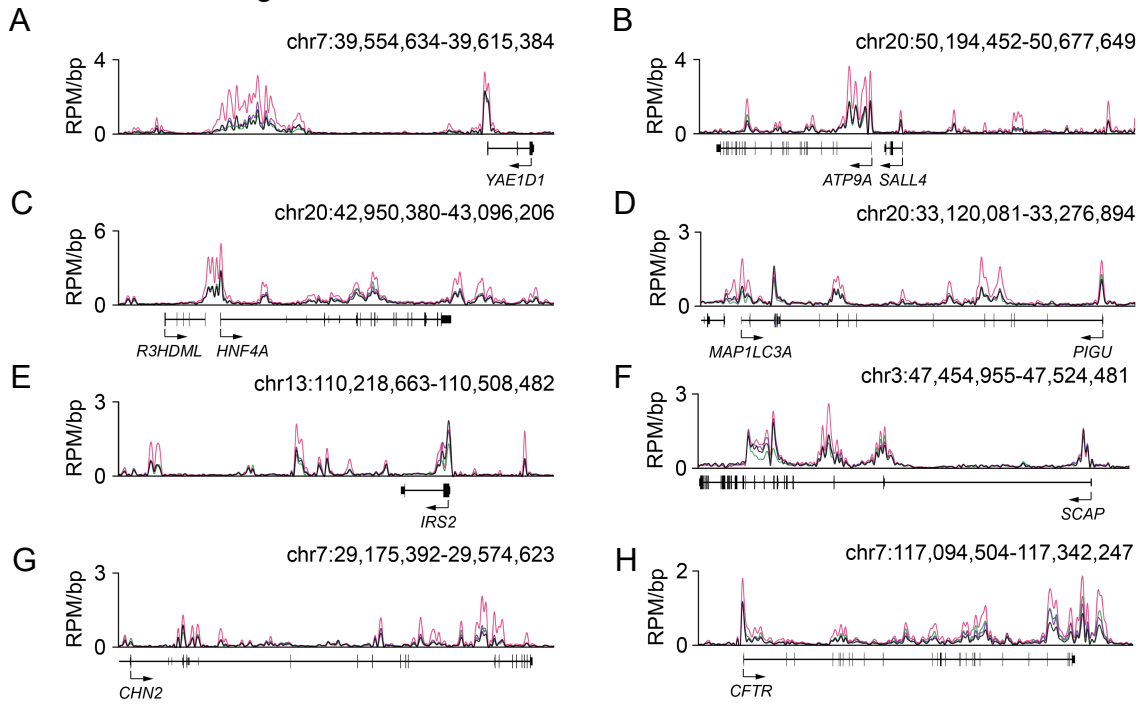 A
chr7:39,554,634-39,615,384
4
RPM/bp
0
YAE1D1
B
chr20:50,194,452-50,677,649
4
RPM/bp
0
ATP9A SALL4
C
chr20:42,950,380-43,096,206
6
RPM/bp
0
R3HDML HNF4A
D
chr20:33,120,081-33,276,894
3
RPM/bp
0
MAP1LC3A PIGU
E
chr13:110,218,663-110,508,482
3
RPM/bp
0
IRS2
F
chr3:47,454,955-47,524,481
3
RPM/bp
0
SCAP
G
chr7:29,175,392-29,574,623
3
RPM/bp
0
CHN2
H
chr7:117,094,504-117,342,247
2
RPM/bp
0
CFTR